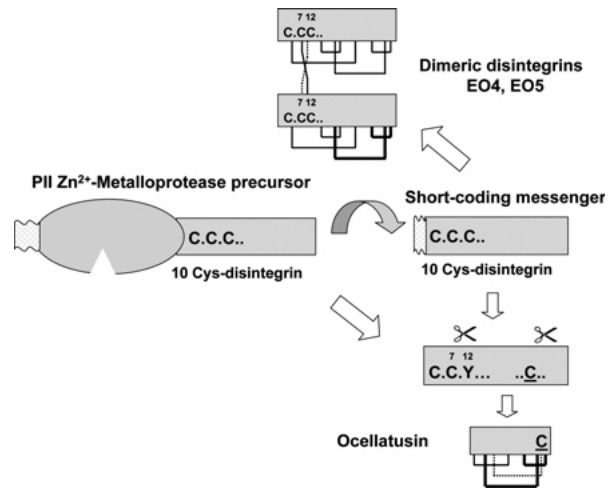 7 12
C.CC..
7 12
C.CC..
Dimeric disintegrins
EO4, EO5
PII Zn²⁺-Metalloprotease precursor
C.C.C..
10 Cys-disintegrin
Short-coding messenger
C.C.C..
10 Cys-disintegrin
7 12
C.C.Y... ..C..
Ocellatusin
C